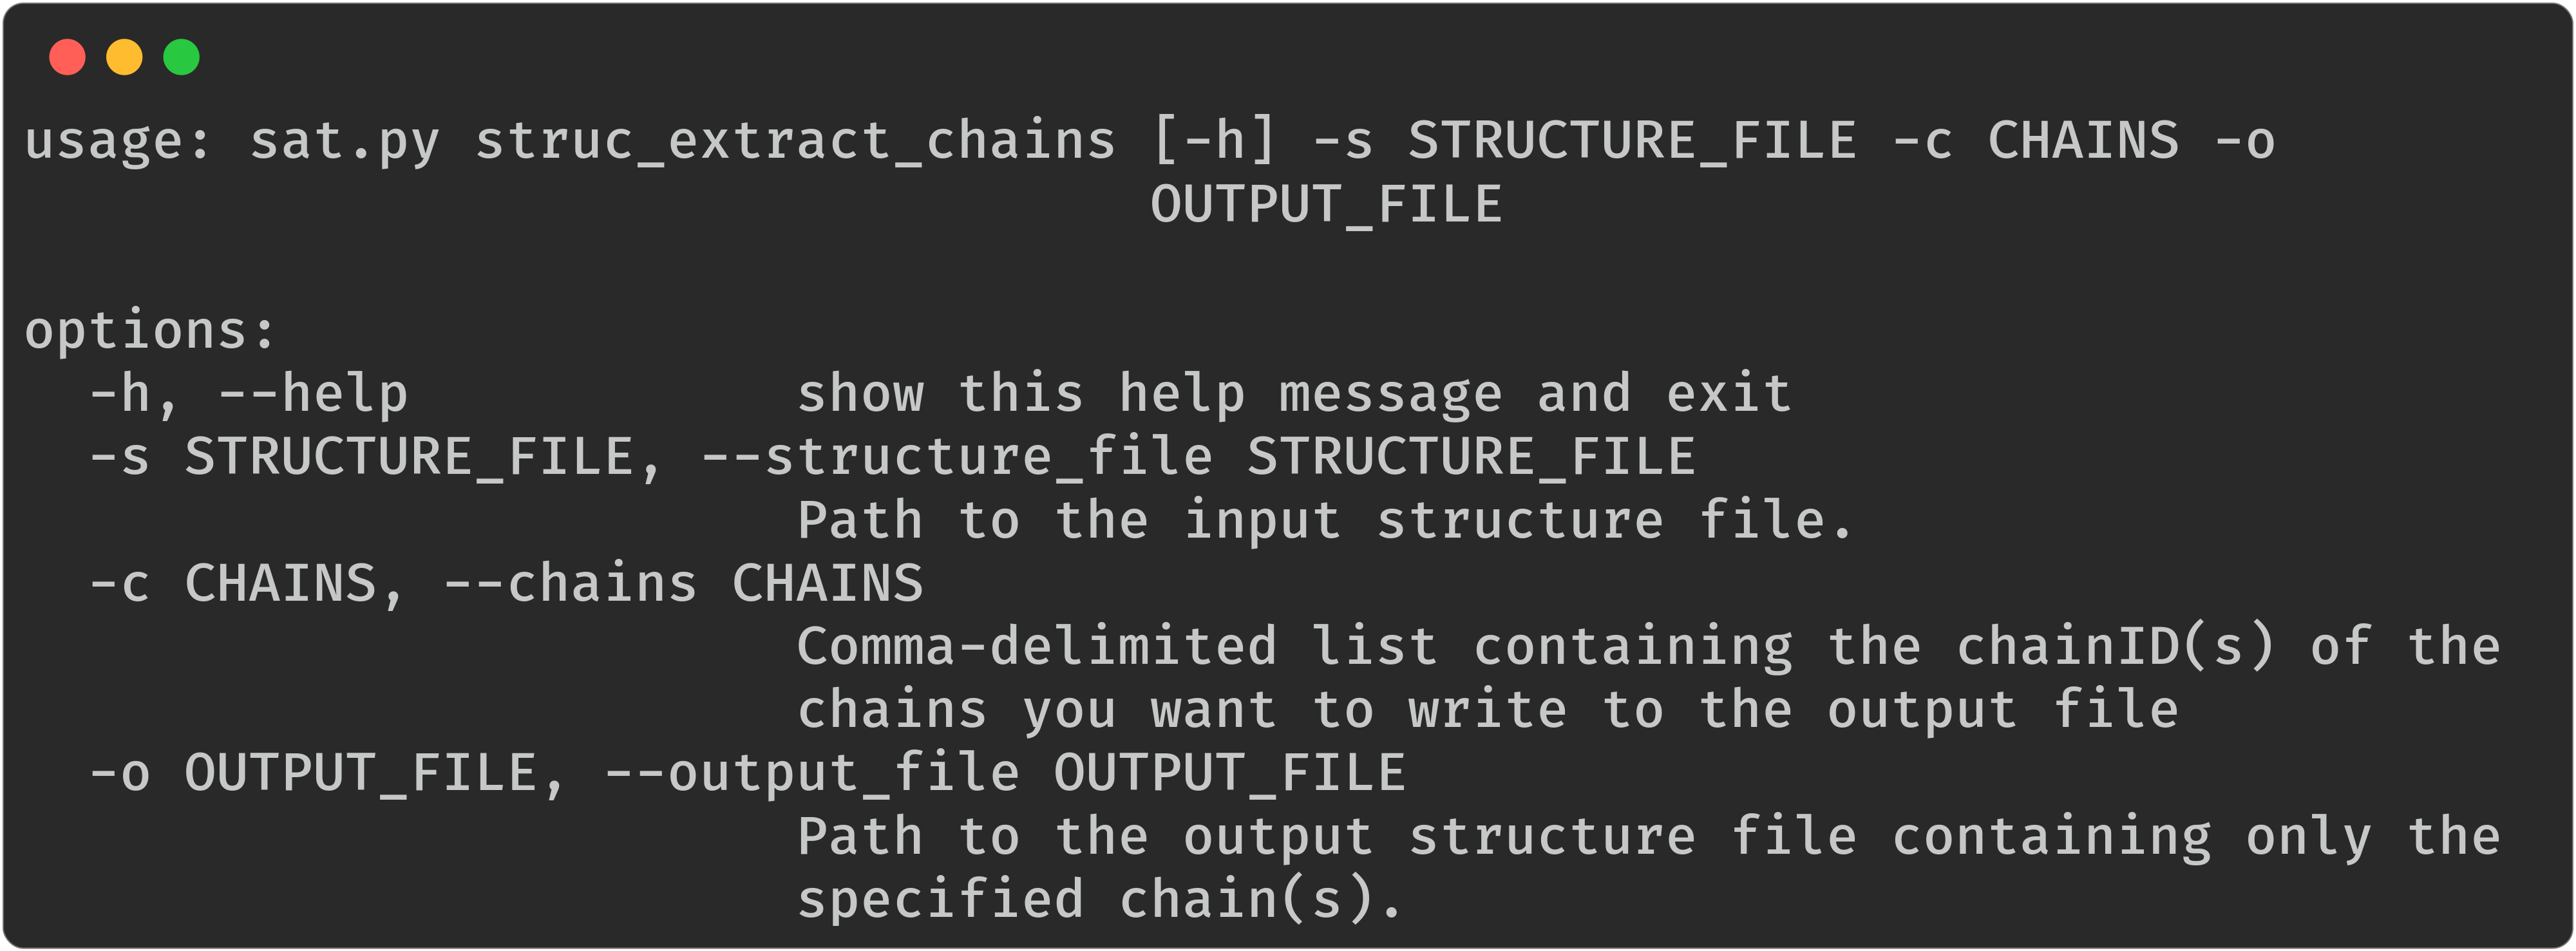 usage: sat.py struc_extract_chains [-h] -s STRUCTURE_FILE -c CHAINS -o
                                   OUTPUT_FILE

options:
  -h, --help            show this help message and exit
  -s STRUCTURE_FILE, --structure_file STRUCTURE_FILE
                        Path to the input structure file.
  -c CHAINS, --chains CHAINS
                        Comma-delimited list containing the chainID(s) of the
                        chains you want to write to the output file
  -o OUTPUT_FILE, --output_file OUTPUT_FILE
                        Path to the output structure file containing only the
                        specified chain(s).